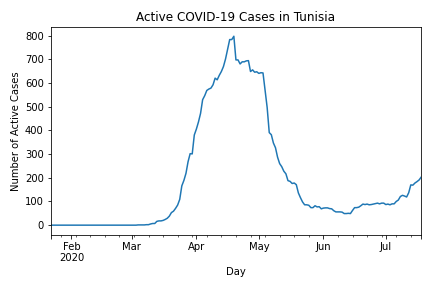 Active COVID-19 Cases in Tunisia
Number of Active Cases
800
700
600
500
400
300
200
100
0
Feb Mar Apr May Jun Jul
2020
Day